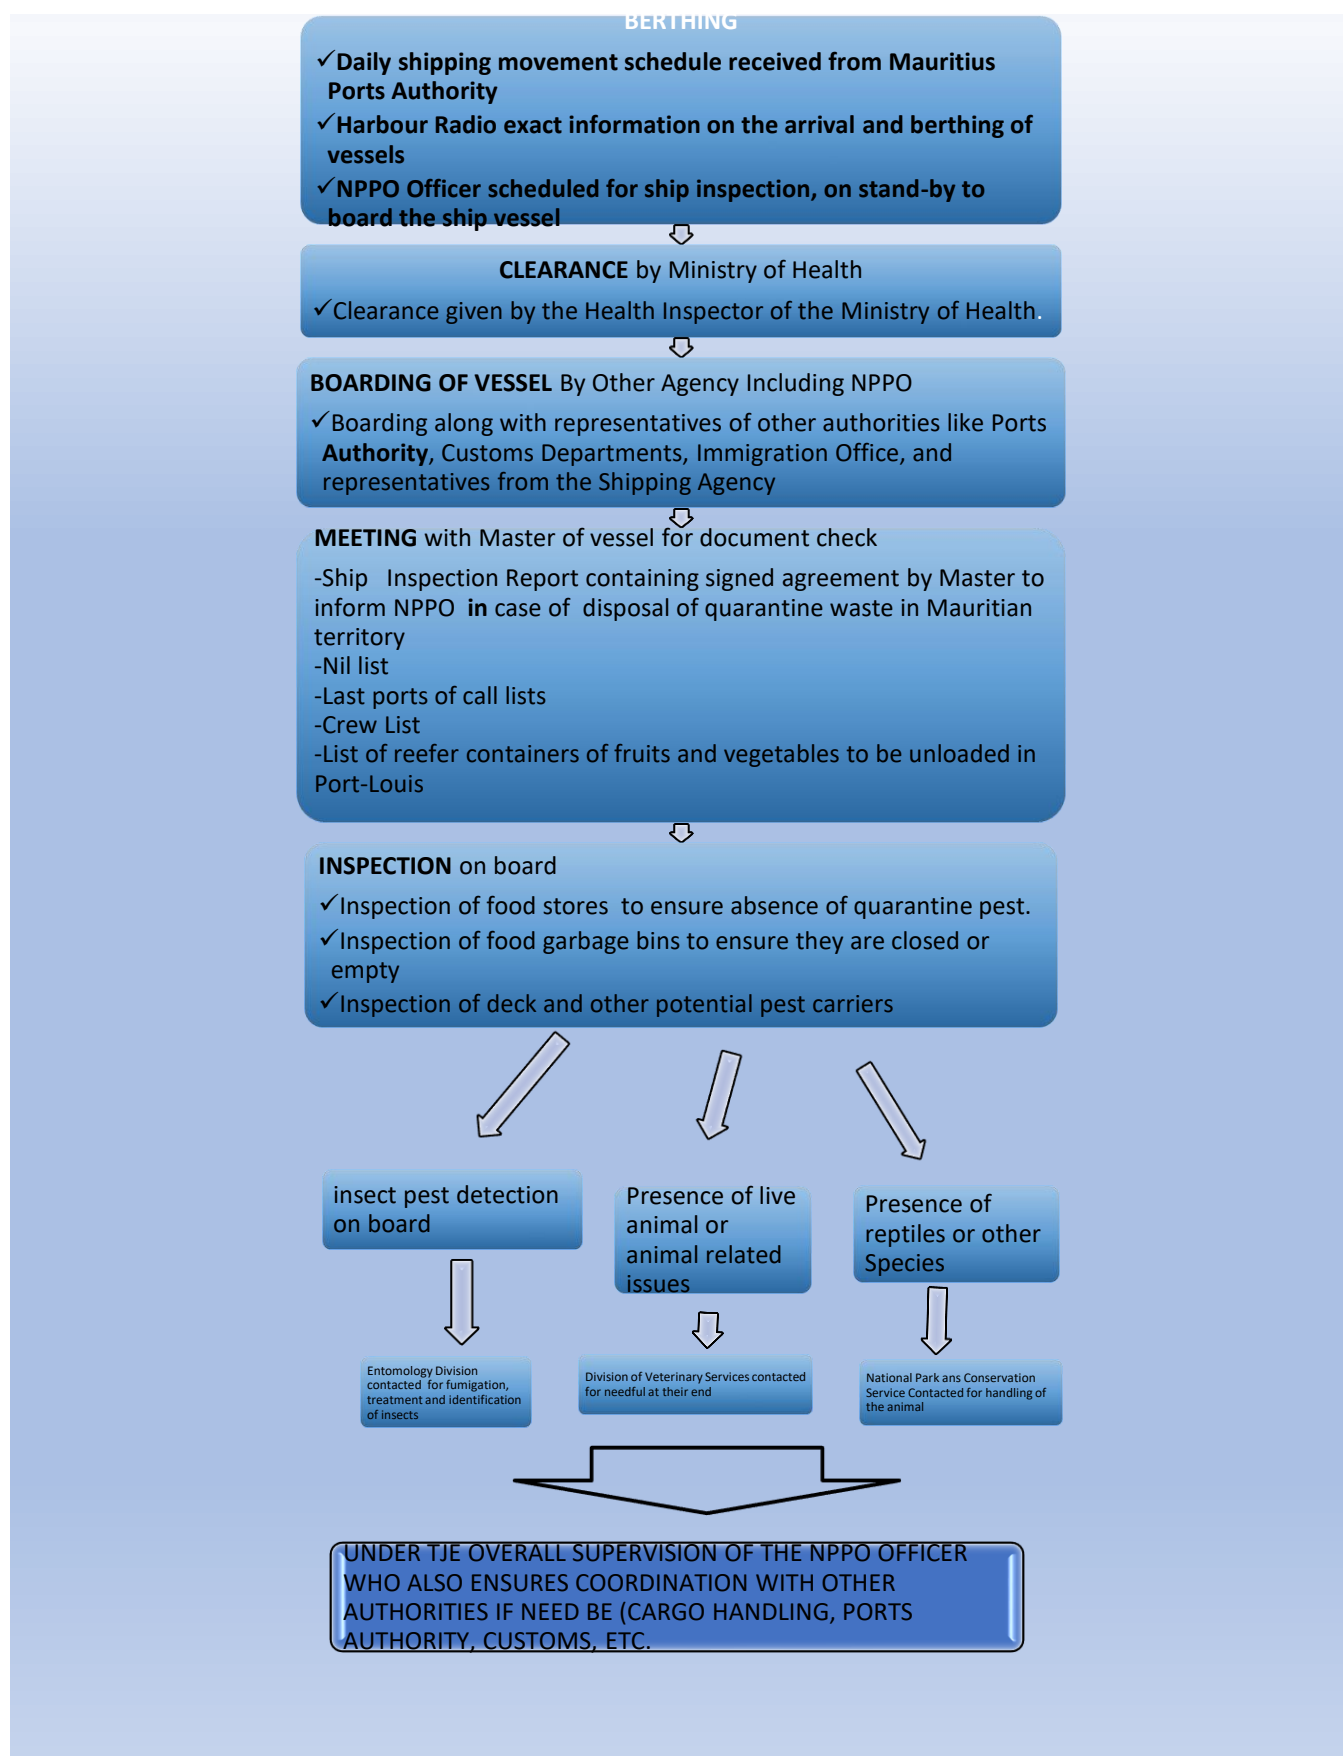 BERTHING
✓Daily shipping movement schedule received from Mauritius
Ports Authority
✓Harbour Radio exact information on the arrival and berthing of
vessels
✓NPPO Officer scheduled for ship inspection, on stand-by to
board the ship vessel
CLEARANCE by Ministry of Health
✓Clearance given by the Health Inspector of the Ministry of Health.
BOARDING OF VESSEL By Other Agency Including NPPO
✓Boarding along with representatives of other authorities like Ports
Authority, Customs Departments, Immigration Office, and
representatives from the Shipping Agency
MEETING with Master of vessel for document check
-Ship Inspection Report containing signed agreement by Master to
inform NPPO in case of disposal of quarantine waste in Mauritian
territory
-Nil list
-Last ports of call lists
-Crew List
-List of reefer containers of fruits and vegetables to be unloaded in
Port-Louis
INSPECTION on board
✓Inspection of food stores to ensure absence of quarantine pest.
✓Inspection of food garbage bins to ensure they are closed or
empty
✓Inspection of deck and other potential pest carriers
insect pest detection
on board
Presence of live
animal or
animal related
issues
Presence of
reptiles or other
Species
Entomology Division
contacted for fumigation,
treatment and identification
of insects
Division of Veterinary Services contacted
for needful at their end
National Park ans Conservation
Service Contacted for handling of
the animal
UNDER TJE OVERALL SUPERVISION OF THE NPPO OFFICER
WHO ALSO ENSURES COORDINATION WITH OTHER
AUTHORITIES IF NEED BE (CARGO HANDLING, PORTS
AUTHORITY, CUSTOMS, ETC.